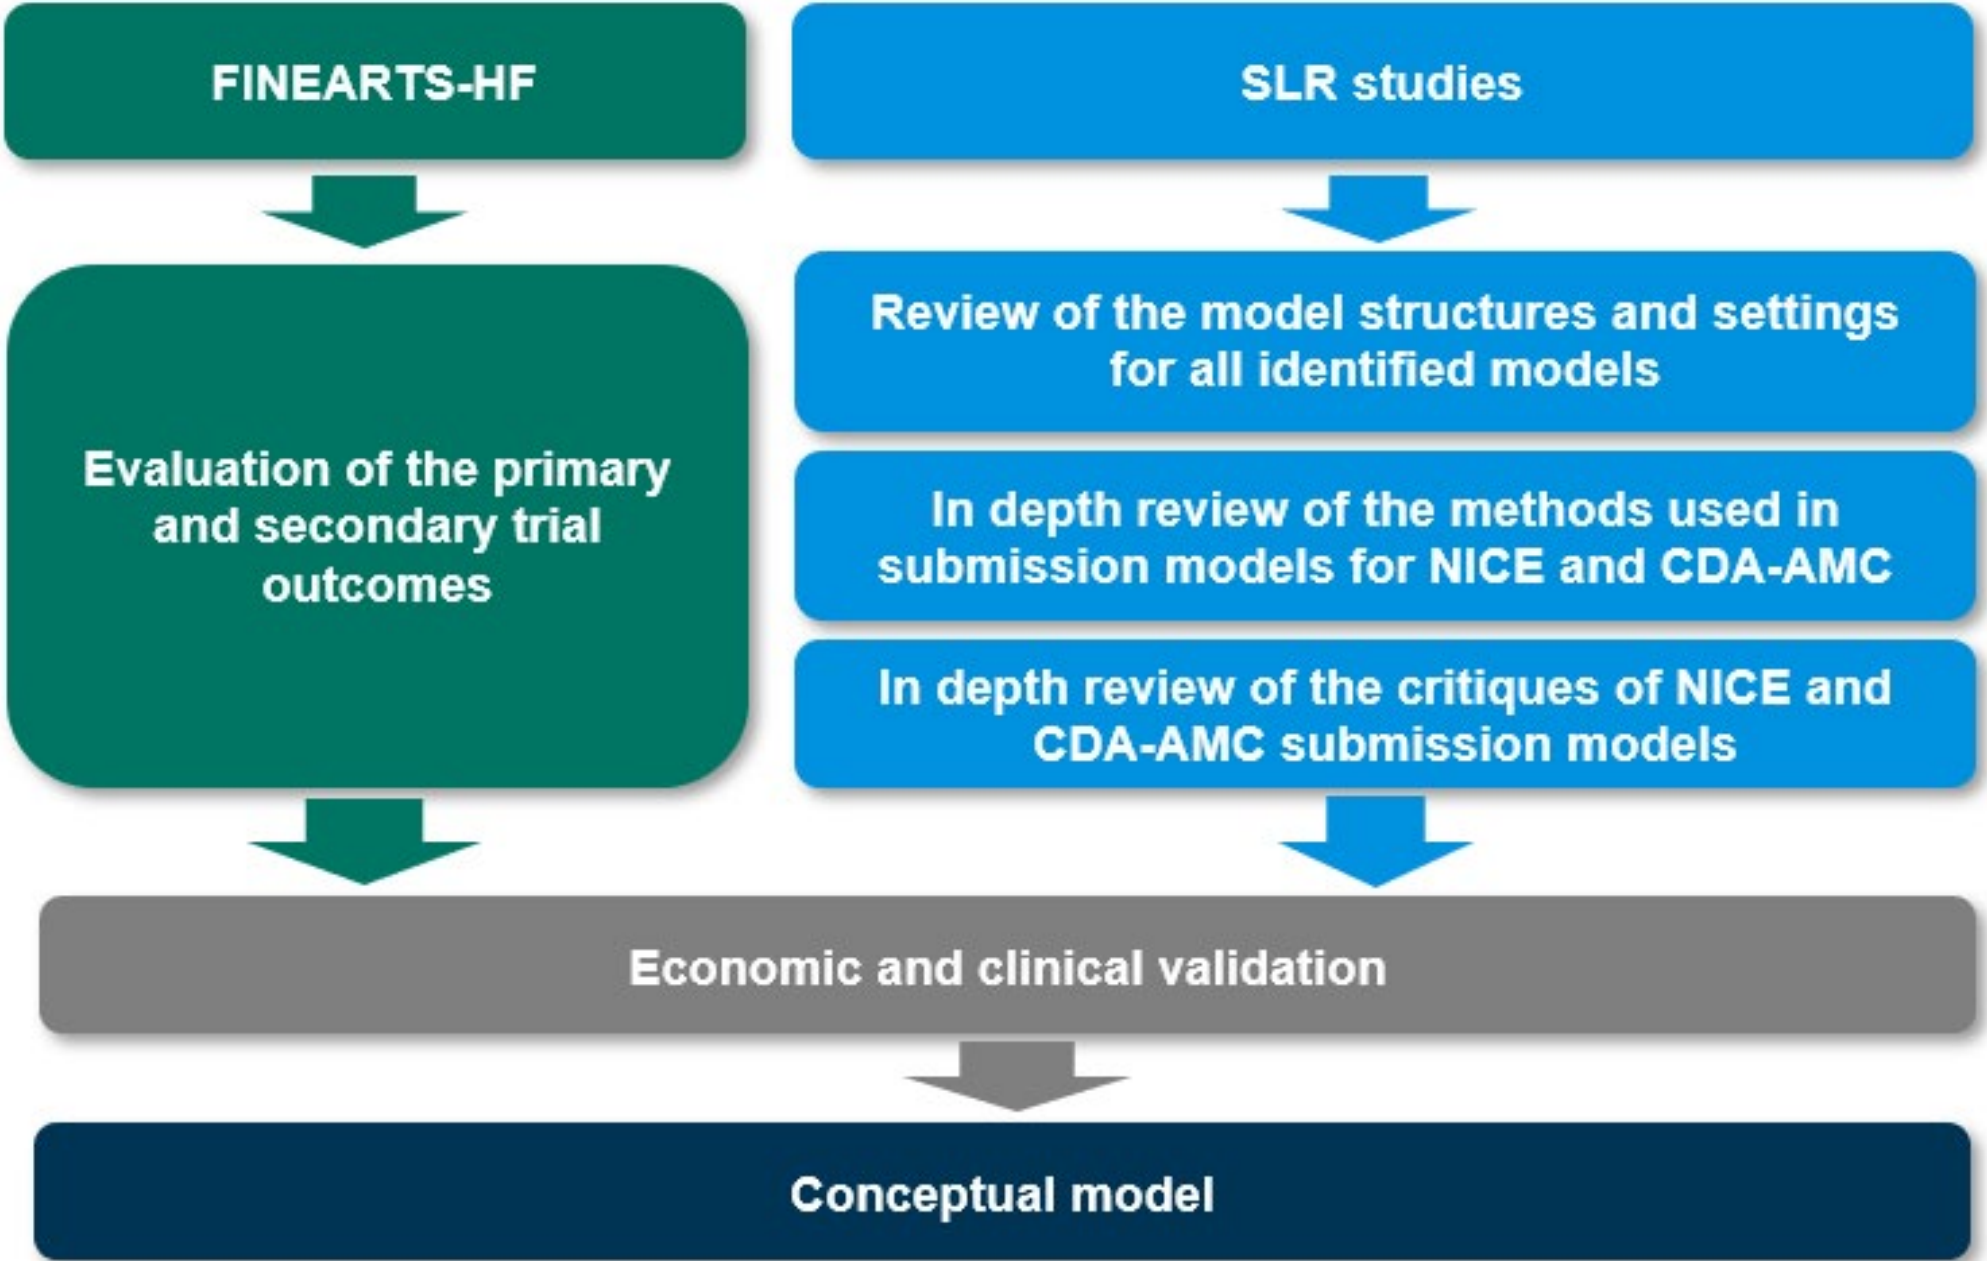 FINEARTS-HF
SLR studies
Evaluation of the primary
and secondary trial
outcomes
Review of the model structures and settings
for all identified models
In depth review of the methods used in
submission models for NICE and CDA-AMC
In depth review of the critiques of NICE and
CDA-AMC submission models
Economic and clinical validation
Conceptual model